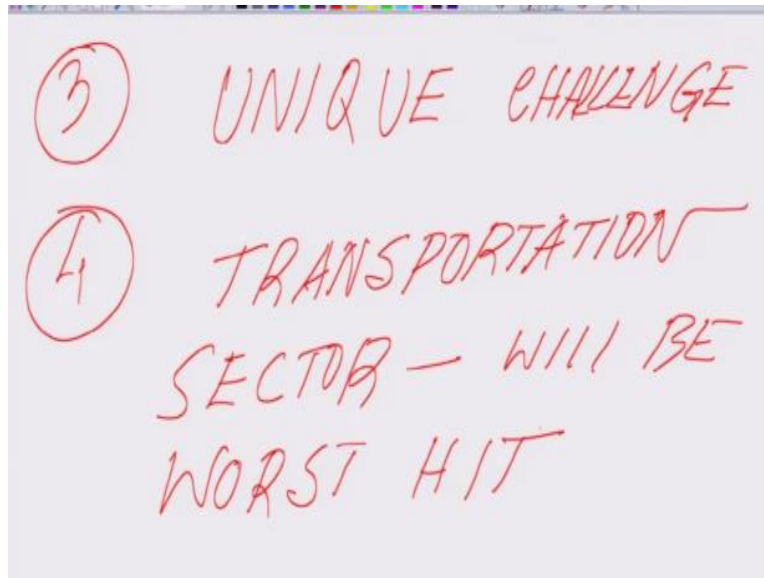 3 UNIQUE CHALLENGE
4 TRANSPORTATION
SECTOR - WILL BE
WORST HIT